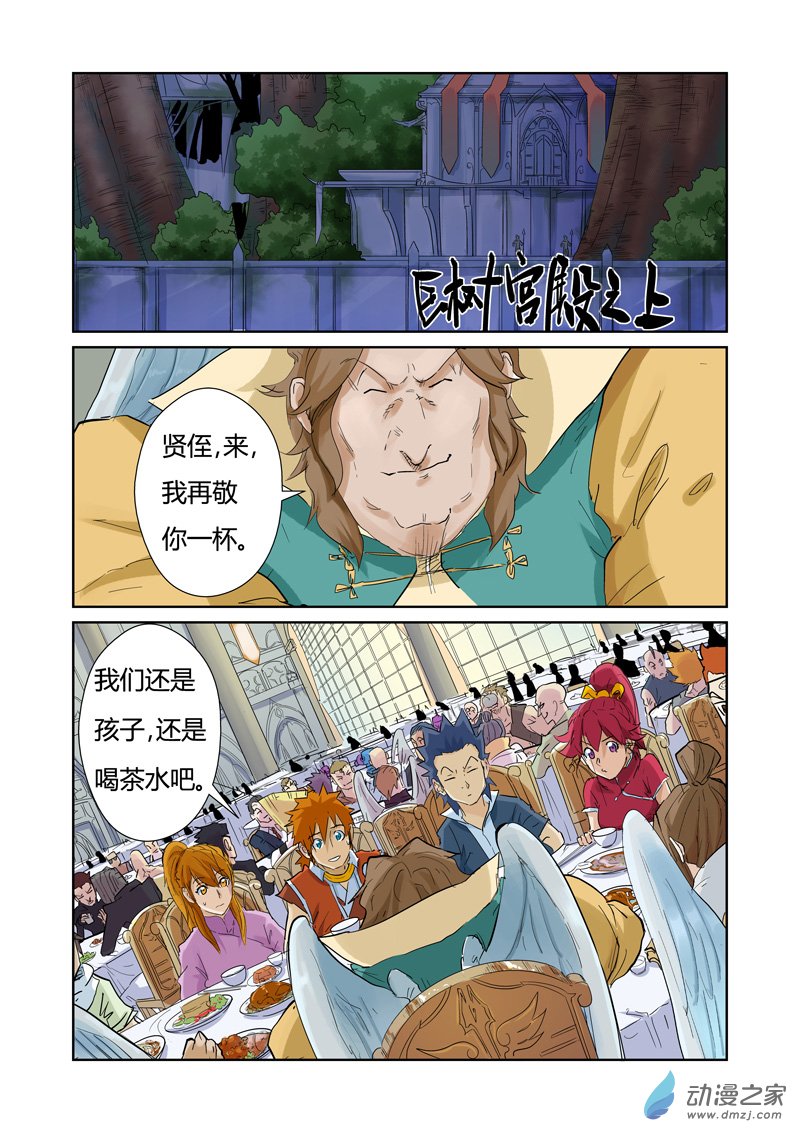 巨树宫殿之上
贤侄，来，
我再敬
你一杯。
我们还是
孩子，还是
喝茶水吧。
动漫之家
www.dmzj.com